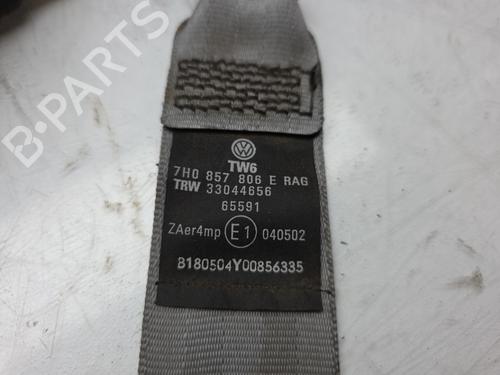 B-PARTS
TW6
7H0 857 806 E RAG
TRW 33044656
65591
ZAer4mp E1 040502
B180504Y00856335